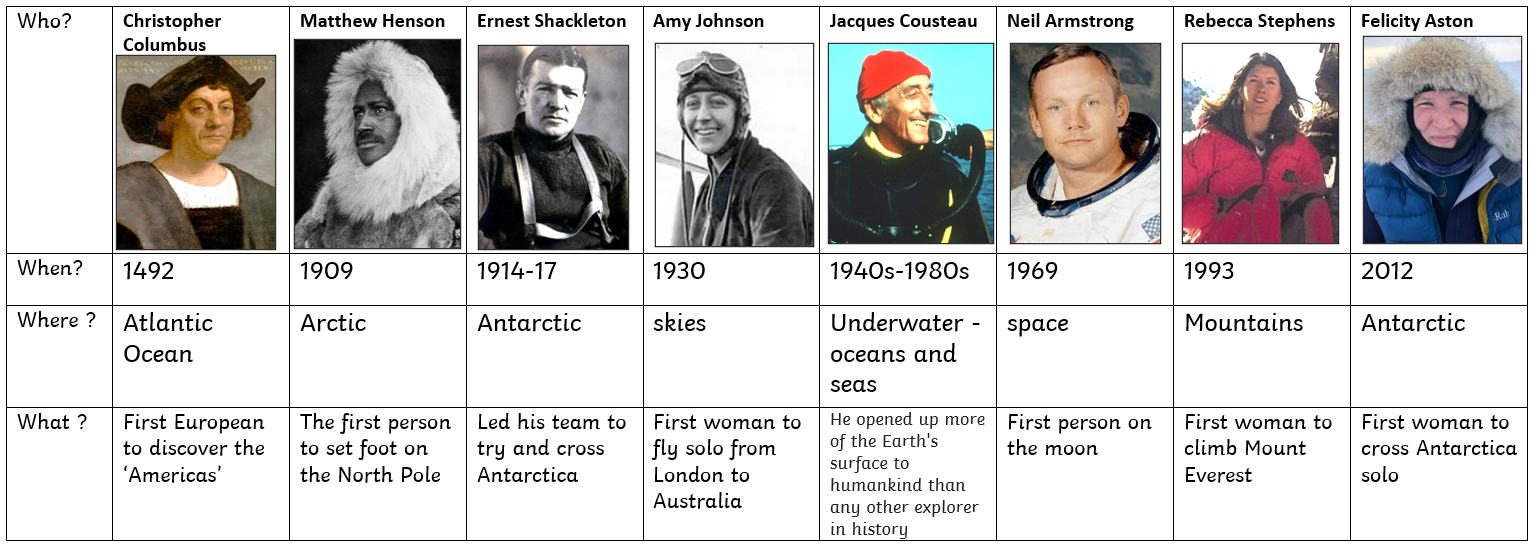 Who?
Christopher
Columbus
Matthew Henson
Ernest Shackleton
Amy Johnson
Jacques Cousteau
Neil Armstrong
Rebecca Stephens
Felicity Aston
Rab
When?
1492
1909
1914-17
1930
1940s-1980s
1969
1993
2012
Where ?
Atlantic
Ocean
Arctic
Antarctic
skies
Underwater -
oceans and
seas
space
Mountains
Antarctic
What ?
First European
to discover the
‘Americas’
The first person
to set foot on
the North Pole
Led his team to
try and cross
Antarctica
First woman to
fly solo from
London to
Australia
He opened up more
of the Earth's
surface to
humankind than
any other explorer
in history
First person on
the moon
First woman to
climb Mount
Everest
First woman to
cross Antarctica
solo